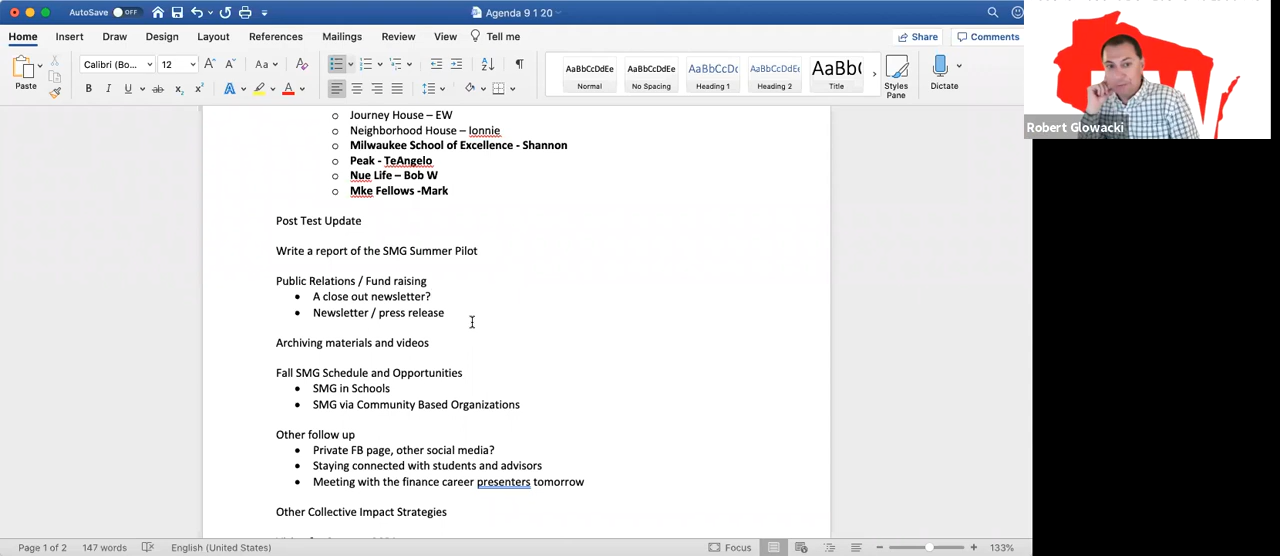 AutoSave OFF Agenda 9 1 20
Home Insert Draw Design Layout References Mailings Review View Tell me Share Comments
Paste Calibri (Bo... 12 A A Aa A
B I U ab x₂ x² A A
AaBbCcDdEe AaBbCcDdEe AaBbCcDc AaBbCcDdEe AaBb(
Normal No Spacing Heading 1 Heading 2 Title Styles Pane Dictate
Robert Glowacki
o Journey House – EW
o Neighborhood House – lonnie
o Milwaukee School of Excellence - Shannon
o Peak - TeAngelo
o Nue Life – Bob W
o Mke Fellows -Mark
Post Test Update
Write a report of the SMG Summer Pilot
Public Relations / Fund raising
• A close out newsletter?
• Newsletter / press release
Archiving materials and videos
Fall SMG Schedule and Opportunities
• SMG in Schools
• SMG via Community Based Organizations
Other follow up
• Private FB page, other social media?
• Staying connected with students and advisors
• Meeting with the finance career presenters tomorrow
Other Collective Impact Strategies
Page 1 of 2 147 words English (United States) Focus 133%